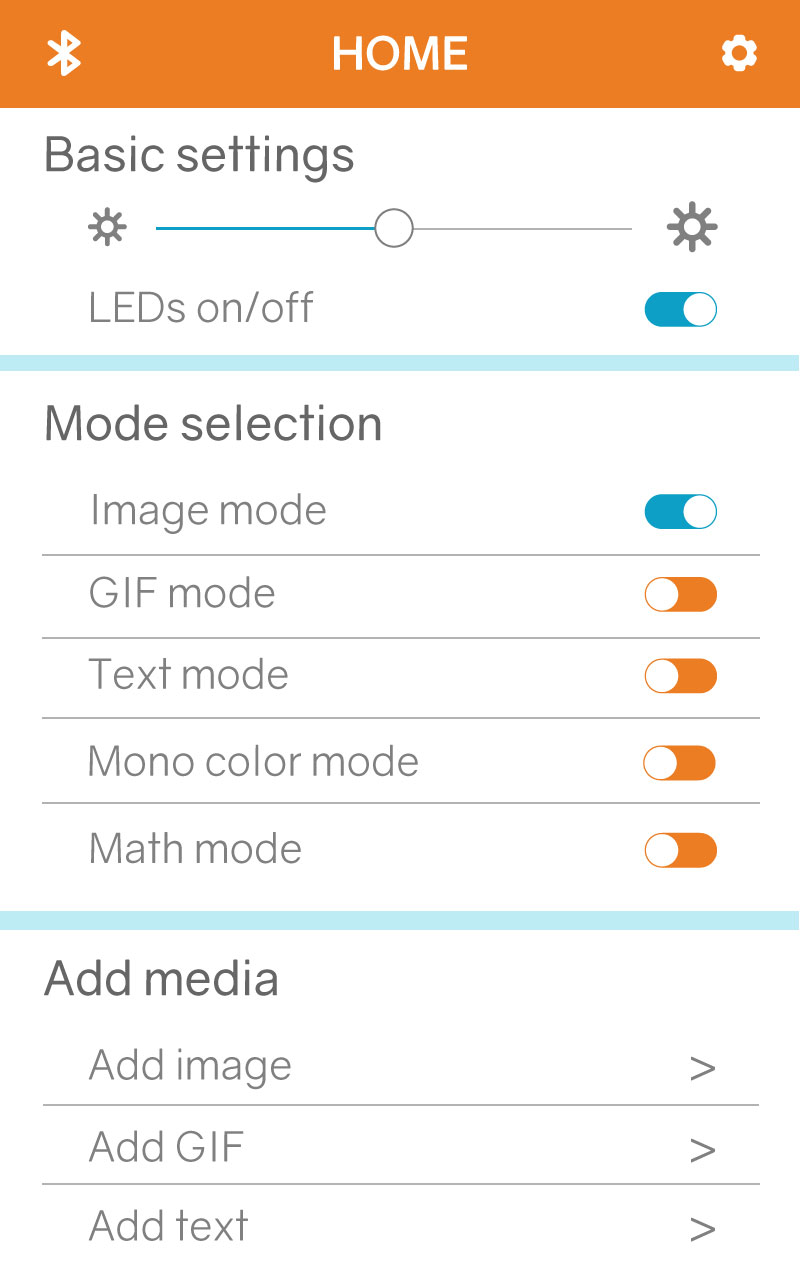 HOME
Basic settings
LEDs on/off
Mode selection
Image mode
GIF mode
Text mode
Mono color mode
Math mode
Add media
Add image >
Add GIF >
Add text >